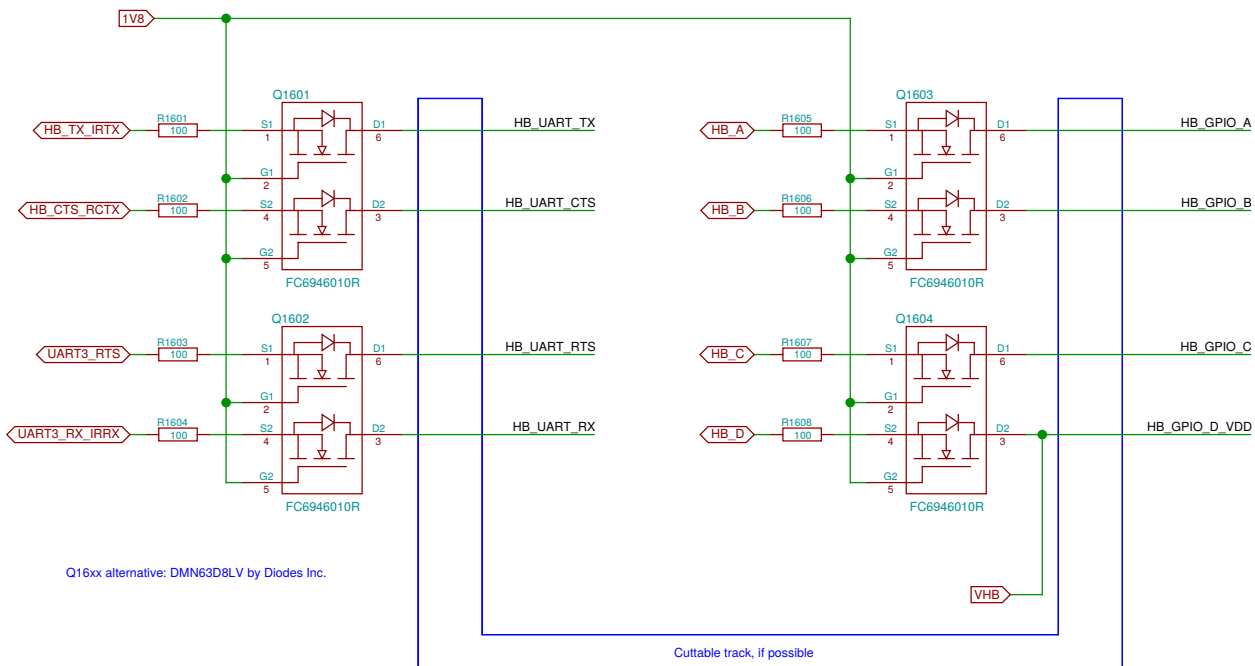 1V8
Q1601
HB_TX_IRTX
R1601
100
S1
1
D1
6
HB_UART_TX
G1
2
HB_CTS_RCTX
R1602
100
S2
4
D2
3
HB_UART_CTS
G2
5
FC6946010R
Q1602
UART3_RTS
R1603
100
S1
1
D1
6
HB_UART_RTS
G1
2
UART3_RX_IRRX
R1604
100
S2
4
D2
3
HB_UART_RX
G2
5
FC6946010R
Q16xx alternative: DMN63D8LV by Diodes Inc.
Q1603
HB_A
R1605
100
S1
1
D1
6
HB_GPIO_A
G1
2
HB_B
R1606
100
S2
4
D2
3
HB_GPIO_B
G2
5
FC6946010R
Q1604
HB_C
R1607
100
S1
1
D1
6
HB_GPIO_C
G1
2
HB_D
R1608
100
S2
4
D2
3
HB_GPIO_D_VDD
G2
5
FC6946010R
VHB
Cuttable track, if possible